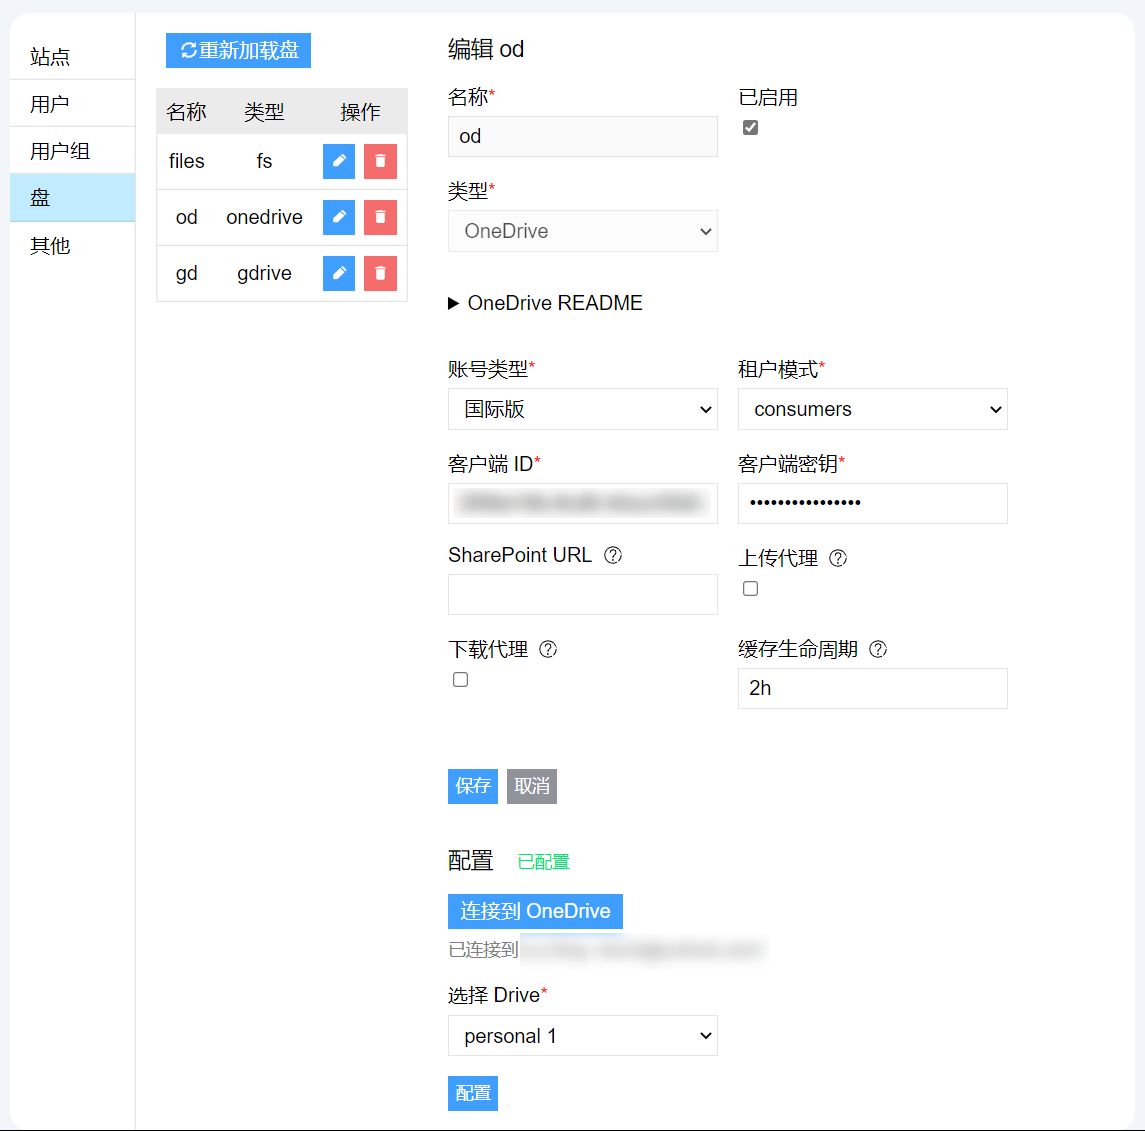 站点
用户
用户组
盘
其他
重新加载盘
名称 类型 操作
files fs
od onedrive
gd gdrive
编辑 od
名称* 已启用
od
类型*
OneDrive
OneDrive README
账号类型* 租户模式*
国际版 consumers
客户端 ID* 客户端密钥*
••••••••••••••••
SharePoint URL 上传代理
下载代理 缓存生命周期
2h
保存 取消
配置 已配置
连接到 OneDrive
已连接到
选择 Drive*
personal 1
配置